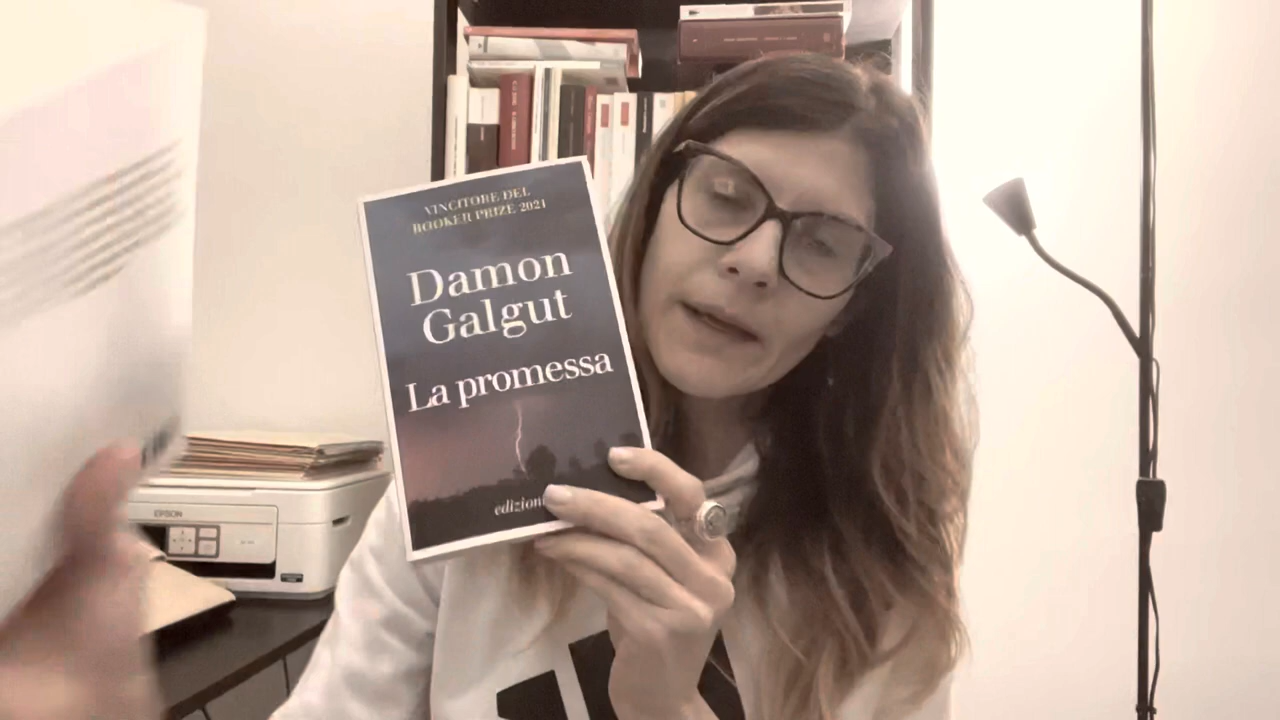 VINCITORE DEL
BOOKER PRIZE 2021
Damon
Galgut
La promessa
edizioni
EPSON